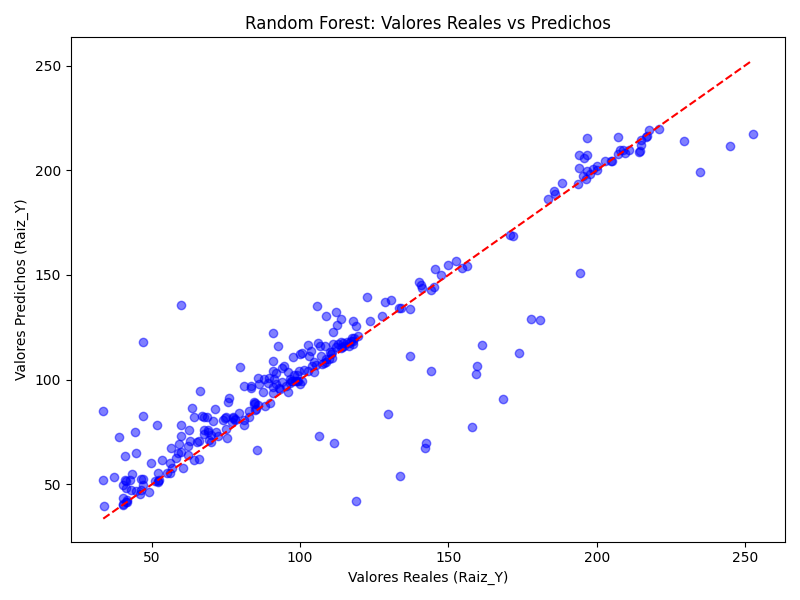 Random Forest: Valores Reales vs Predichos
Valores Predichos (Raiz_Y)
250
200
150
100
50
50 100 150 200 250
Valores Reales (Raiz_Y)